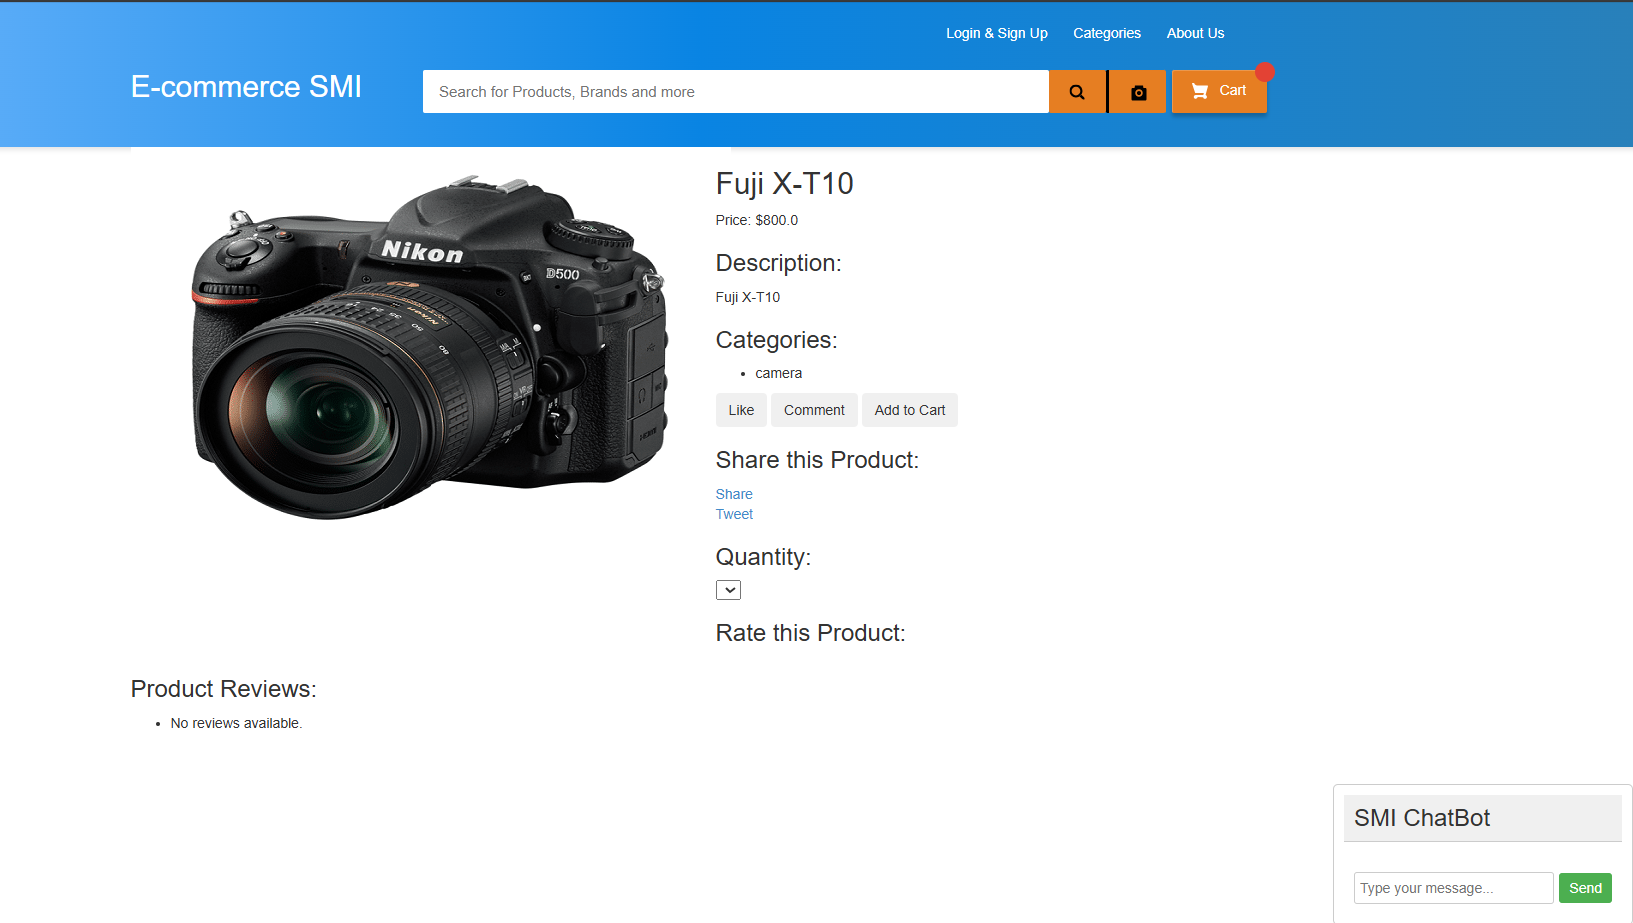 Login & Sign Up Categories About Us
E-commerce SMI
Search for Products, Brands and more
Cart
Nikon
D500
Fuji X-T10
Price: $800.0
Description:
Fuji X-T10
Categories:
camera
Like Comment Add to Cart
Share this Product:
Share
Tweet
Quantity:
Rate this Product:
Product Reviews:
No reviews available.
SMI ChatBot
Type your message...
Send